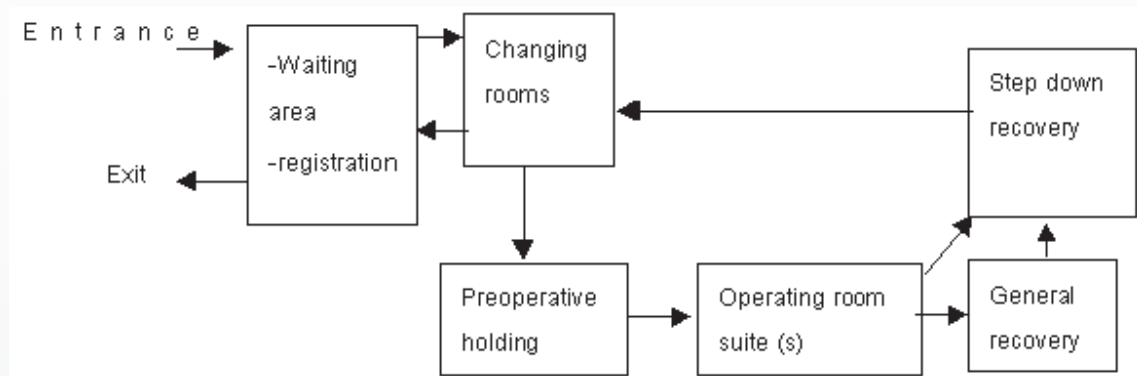 Entrance
-Waiting
area
-registration
Exit
Changing
rooms
Step down
recovery
Preoperative
holding
Operating room
suite (s)
General
recovery